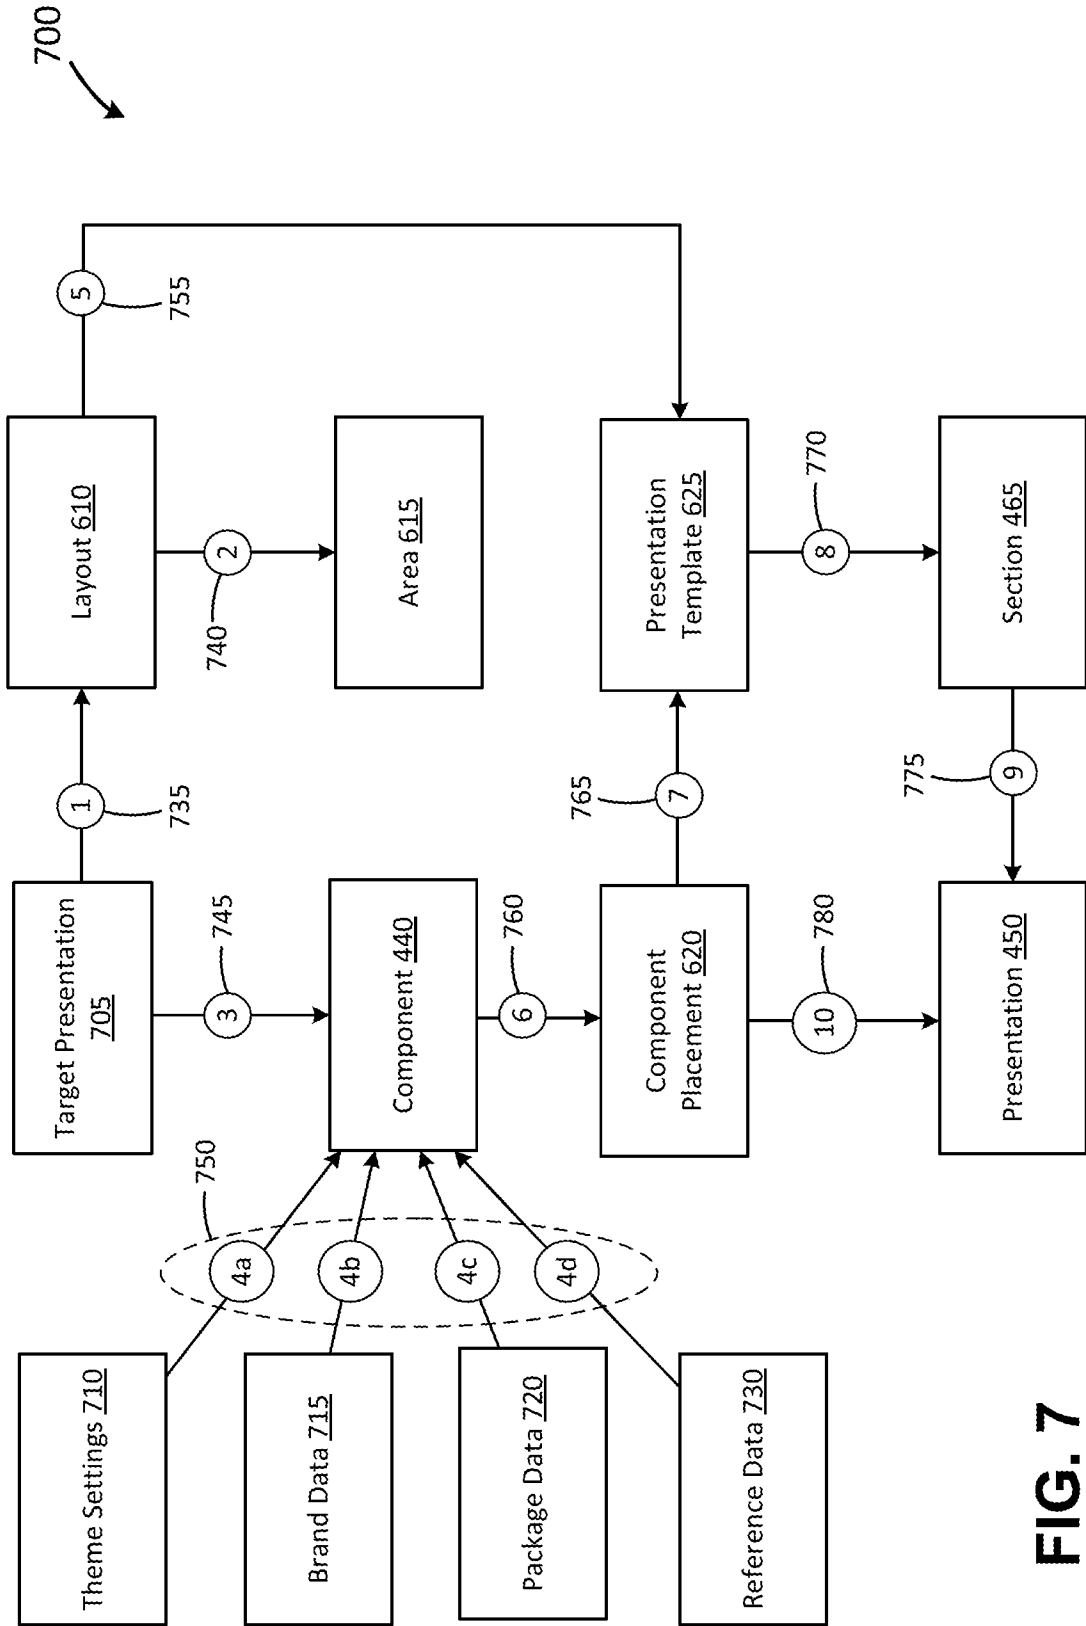 700
Theme Settings 710
Brand Data 715
Package Data 720
Reference Data 730
4a
4b
4c
4d
750
Target Presentation
705
1
735
Layout 610
5
755
3
745
2
740
Component 440
Area 615
6
760
Component
Placement 620
7
765
Presentation
Template 625
10
780
8
770
Presentation 450
9
775
Section 465
FIG. 7